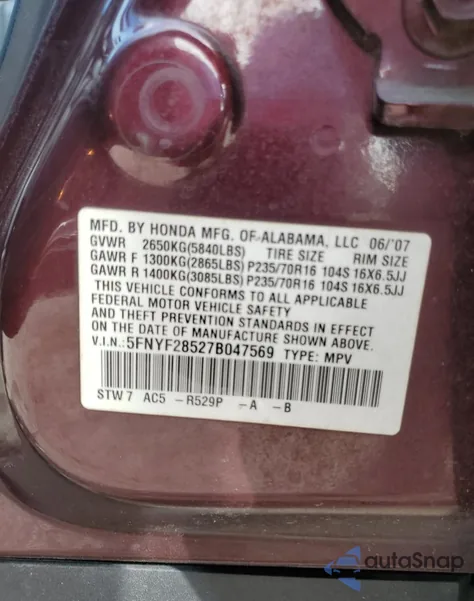 MFD. BY HONDA MFG. OF ALABAMA, LLC 06/'07
GVWR 2650KG(5840LBS) TIRE SIZE RIM SIZE
GAWR F 1300KG(2865LBS) P235/70R16 104S 16X6.5JJ
GAWR R 1400KG(3085LBS) P235/70R16 104S 16X6.5JJ
THIS VEHICLE CONFORMS TO ALL APPLICABLE
FEDERAL MOTOR VEHICLE SAFETY
AND THEFT PREVENTION STANDARDS IN EFFECT
ON THE DATE OF MANUFACTURE SHOWN ABOVE.
V.I.N.:5FNYF28527B047569 TYPE: MPV
STW7 AC5 -R529P -A -B
autoSnap